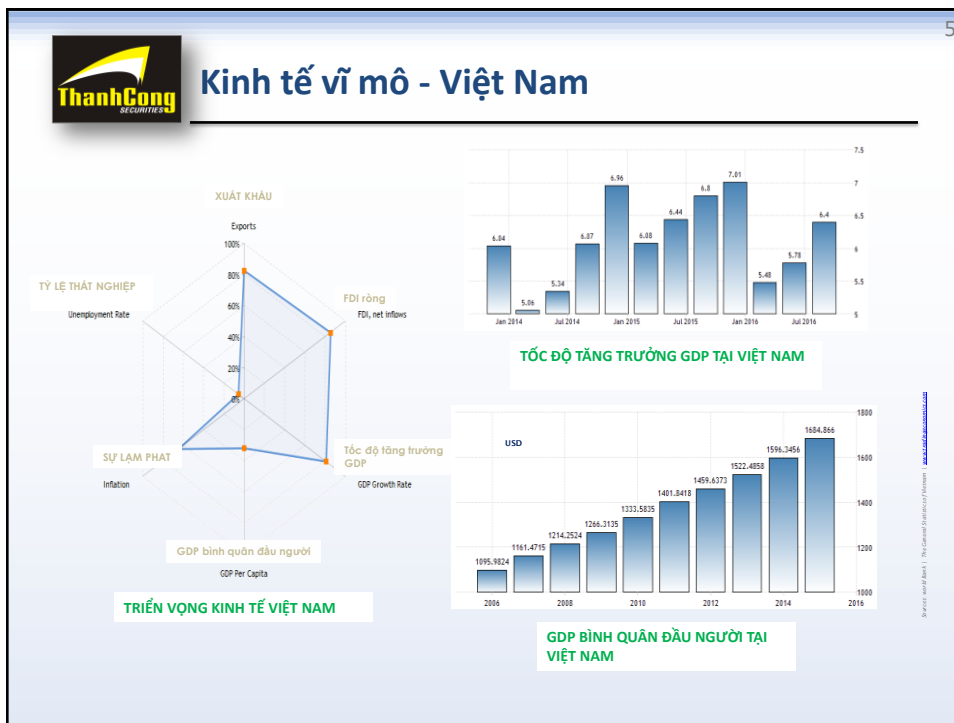 5
ThanhCong
SECURITIES
Kinh tế vĩ mô - Việt Nam
XUẤT KHẨU
Exports
100%
80%
60%
40%
20%
0%
TỶ LỆ THẤT NGHIỆP
Unemployment Rate
FDI ròng
FDI, net inflows
SỰ LẠM PHAT
Inflation
Tốc độ tăng trưởng
GDP
GDP Growth Rate
GDP bình quân đầu người
GDP Per Capita
TRIỂN VỌNG KINH TẾ VIỆT NAM
7.5
7
6.5
6
5.5
5
6.04
5.06
5.34
6.07
6.96
6.08
6.44
6.8
7.01
5.48
5.78
6.4
Jan 2014
Jul 2014
Jan 2015
Jul 2015
Jan 2016
Jul 2016
TỐC ĐỘ TĂNG TRƯỞNG GDP TẠI VIỆT NAM
USD
1800
1600
1400
1200
1000
1095.9824
1161.4715
1214.2524
1266.3135
1333.5835
1401.8418
1459.6373
1522.4858
1596.3456
1684.866
2006
2008
2010
2012
2014
2016
GDP BÌNH QUÂN ĐẦU NGƯỜI TẠI
VIỆT NAM